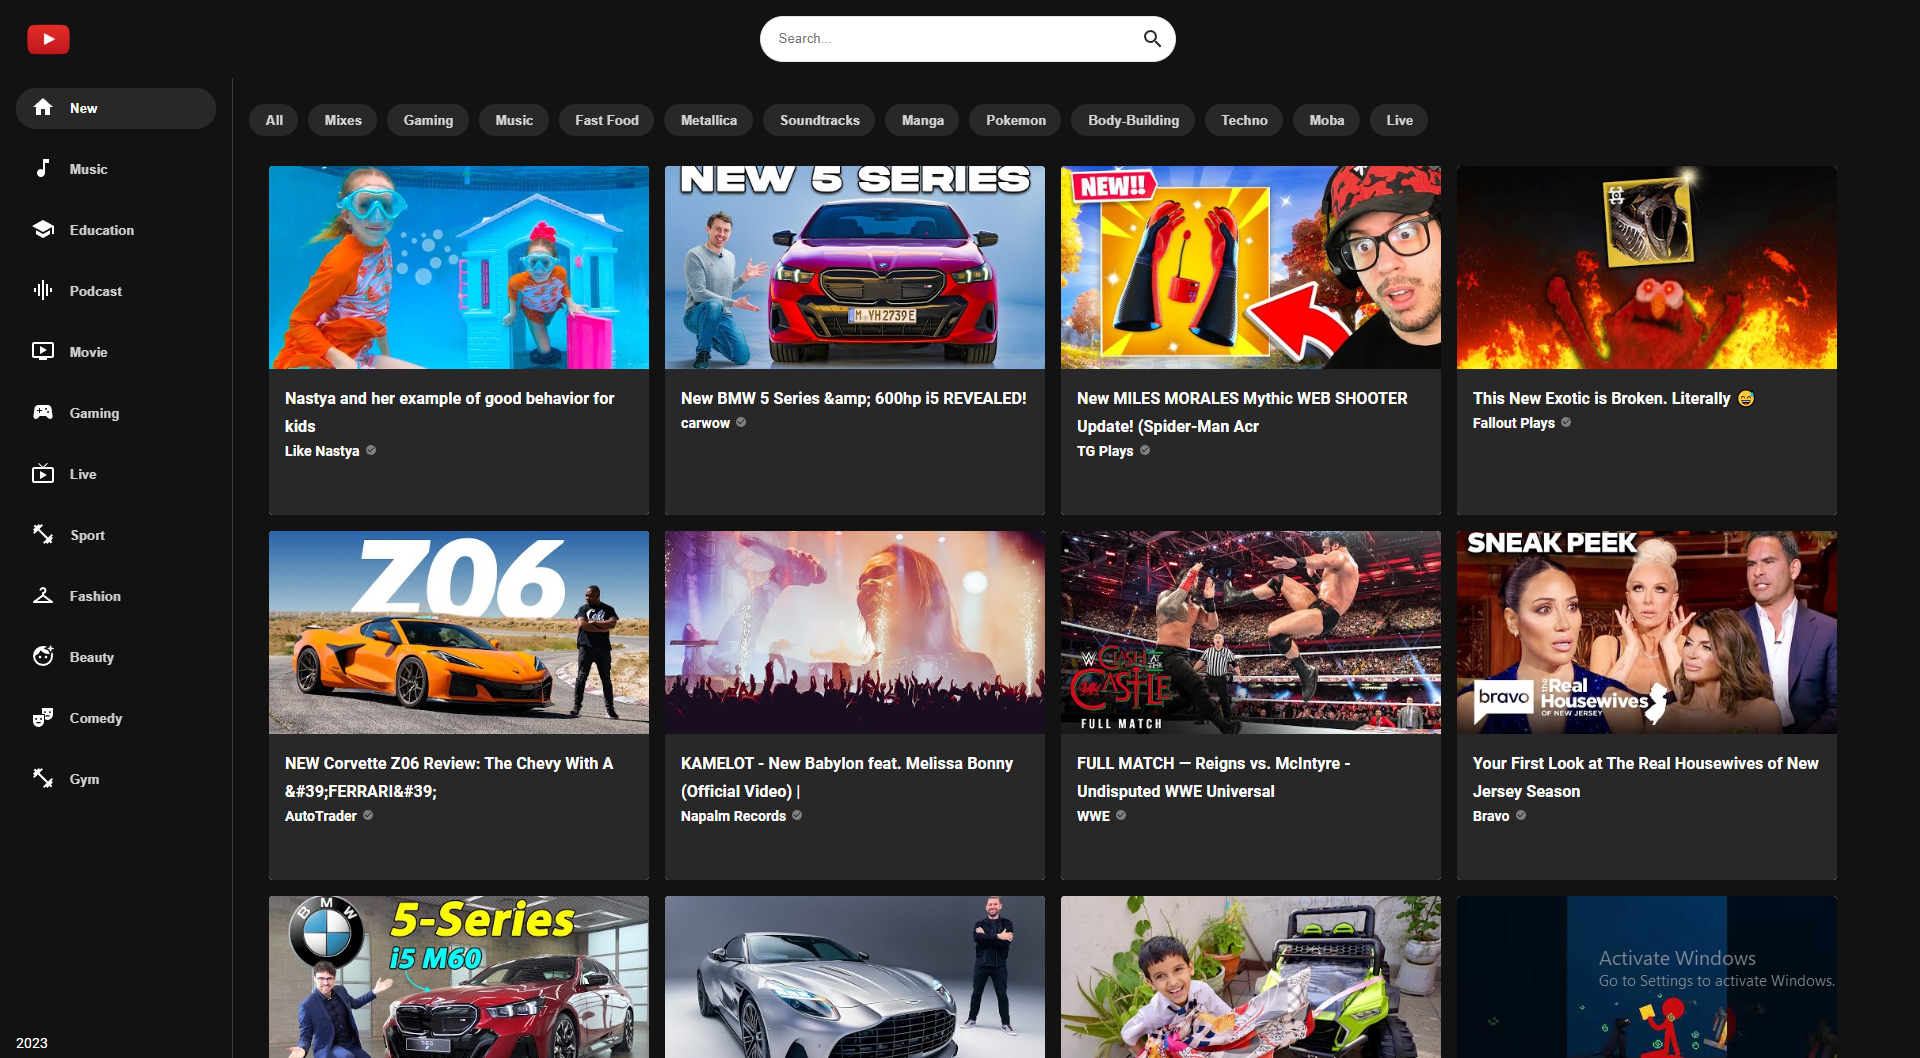 Search...
New
Music
Education
Podcast
Movie
Gaming
Live
Sport
Fashion
Beauty
Comedy
Gym
2023
All
Mixes
Gaming
Music
Fast Food
Metallica
Soundtracks
Manga
Pokemon
Body-Building
Techno
Moba
Live
Nastya and her example of good behavior for
kids
Like Nastya
NEW 5 SERIES
M YH 2739 E
New BMW 5 Series &amp; 600hp i5 REVEALED!
carwow
NEW!!
New MILES MORALES Mythic WEB SHOOTER
Update! (Spider-Man Acr
TG Plays
This New Exotic is Broken. Literally 😅
Fallout Plays
Z06
NEW Corvette Z06 Review: The Chevy With A
&#39;FERRARI&#39;
AutoTrader
KAMELOT - New Babylon feat. Melissa Bonny
(Official Video) |
Napalm Records
W
CLASH AT THE
CASTLE
FULL MATCH
FULL MATCH — Reigns vs. McIntyre -
Undisputed WWE Universal
WWE
SNEAK PEEK
bravo
the Real
Housewives
OF NEW JERSEY
Your First Look at The Real Housewives of New
Jersey Season
Bravo
BMW
5-Series
i5 M60
Activate Windows
Go to Settings to activate Windows.